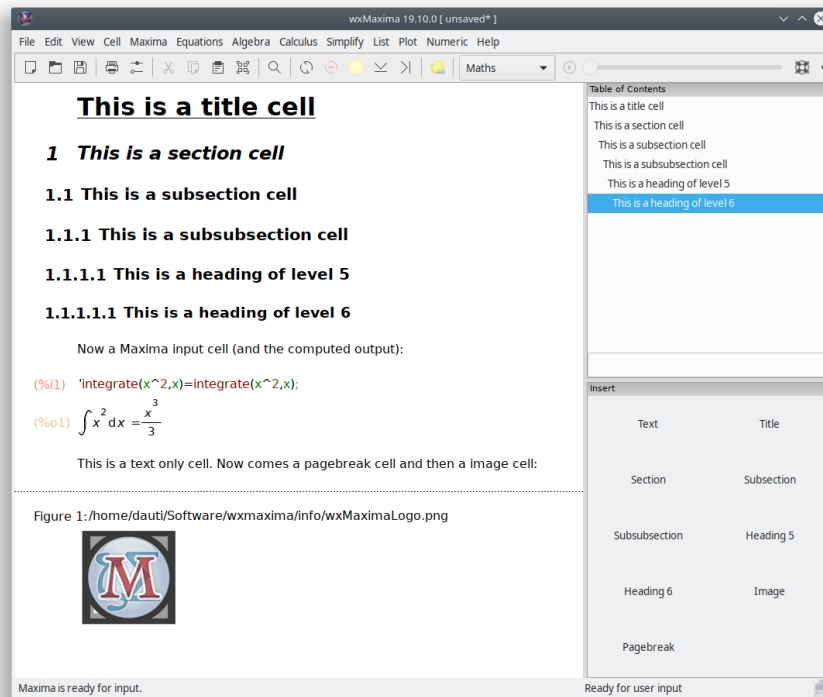 wxMaxima 19.10.0 [ unsaved* ]
File Edit View Cell Maxima Equations Algebra Calculus Simplify List Plot Numeric Help
Maths
This is a title cell
1 This is a section cell
1.1 This is a subsection cell
1.1.1 This is a subsubsection cell
1.1.1.1 This is a heading of level 5
1.1.1.1.1 This is a heading of level 6
Now a Maxima input cell (and the computed output):
(%i1) 'integrate(x^2,x)=integrate(x^2,x);
(%o1) ∫x²dx = x³/3
This is a text only cell. Now comes a pagebreak cell and then a image cell:
Figure 1:/home/dauti/Software/wxmaxima/info/wxMaximaLogo.png
M
Table of Contents
This is a title cell
This is a section cell
This is a subsection cell
This is a subsubsection cell
This is a heading of level 5
This is a heading of level 6
Insert
Text Title
Section Subsection
Subsubsection Heading 5
Heading 6 Image
Pagebreak
Maxima is ready for input.
Ready for user input